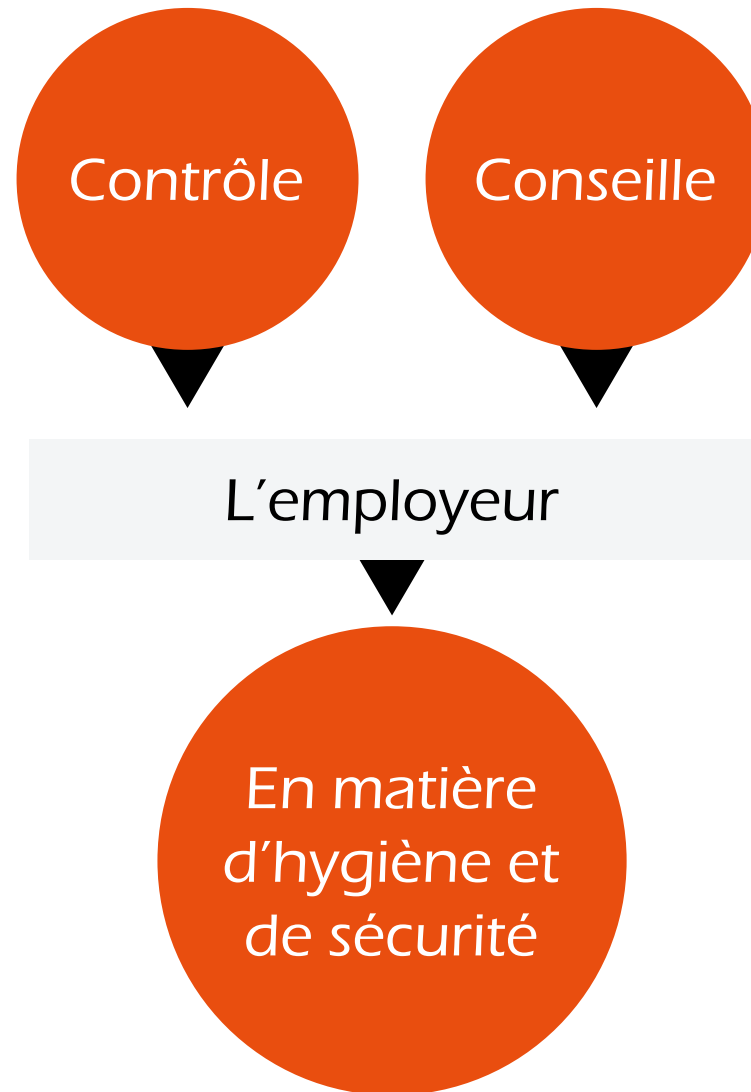 Contrôle
Conseille
L’employeur
En matière
d’hygiène et
de sécurité